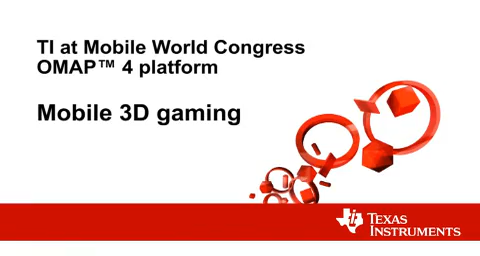 TI at Mobile World Congress
OMAP™ 4 platform
Mobile 3D gaming
TEXAS
INSTRUMENTS